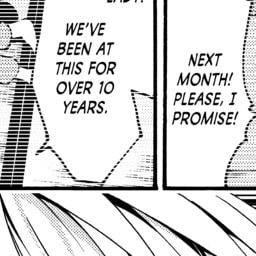 NEXT
MONTH!
PLEASE, I
PROMISE!
WE'VE
BEEN AT
THIS FOR
OVER 10
YEARS.